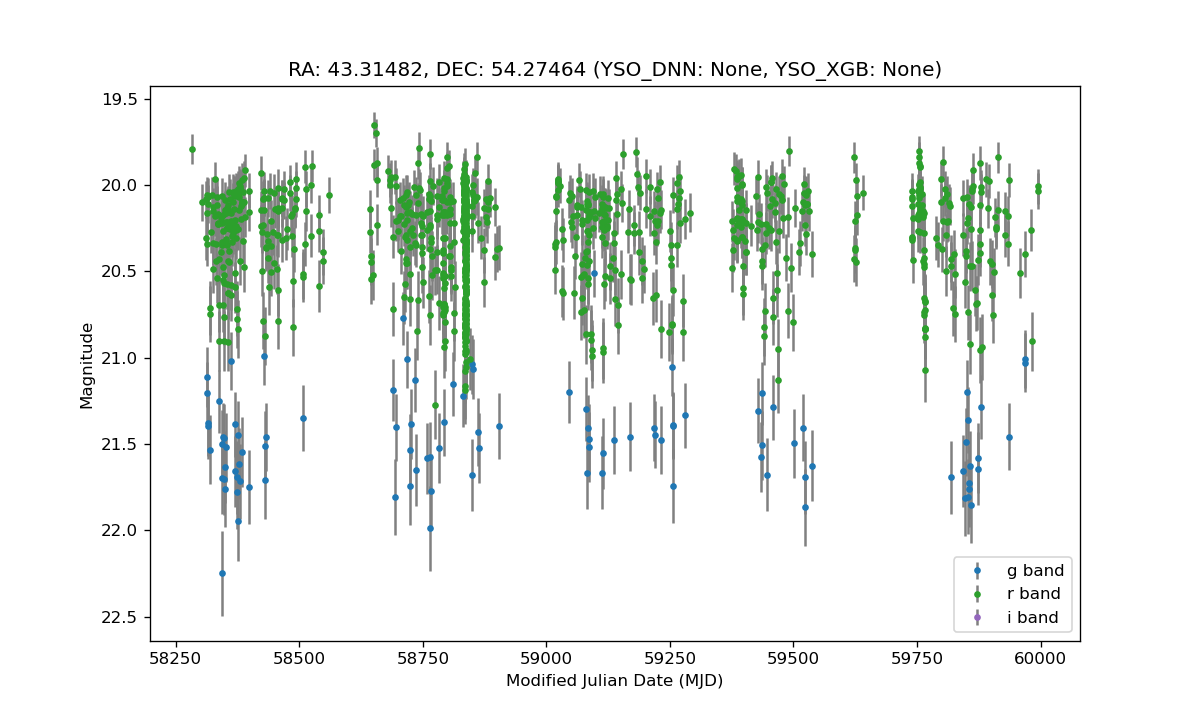 RA: 43.31482, DEC: 54.27464 (YSO_DNN: None, YSO_XGB: None)
19.5
20.0
20.5
21.0
21.5
22.0
22.5
Magnitude
g band
r band
i band
58250 58500 58750 59000 59250 59500 59750 60000
Modified Julian Date (MJD)